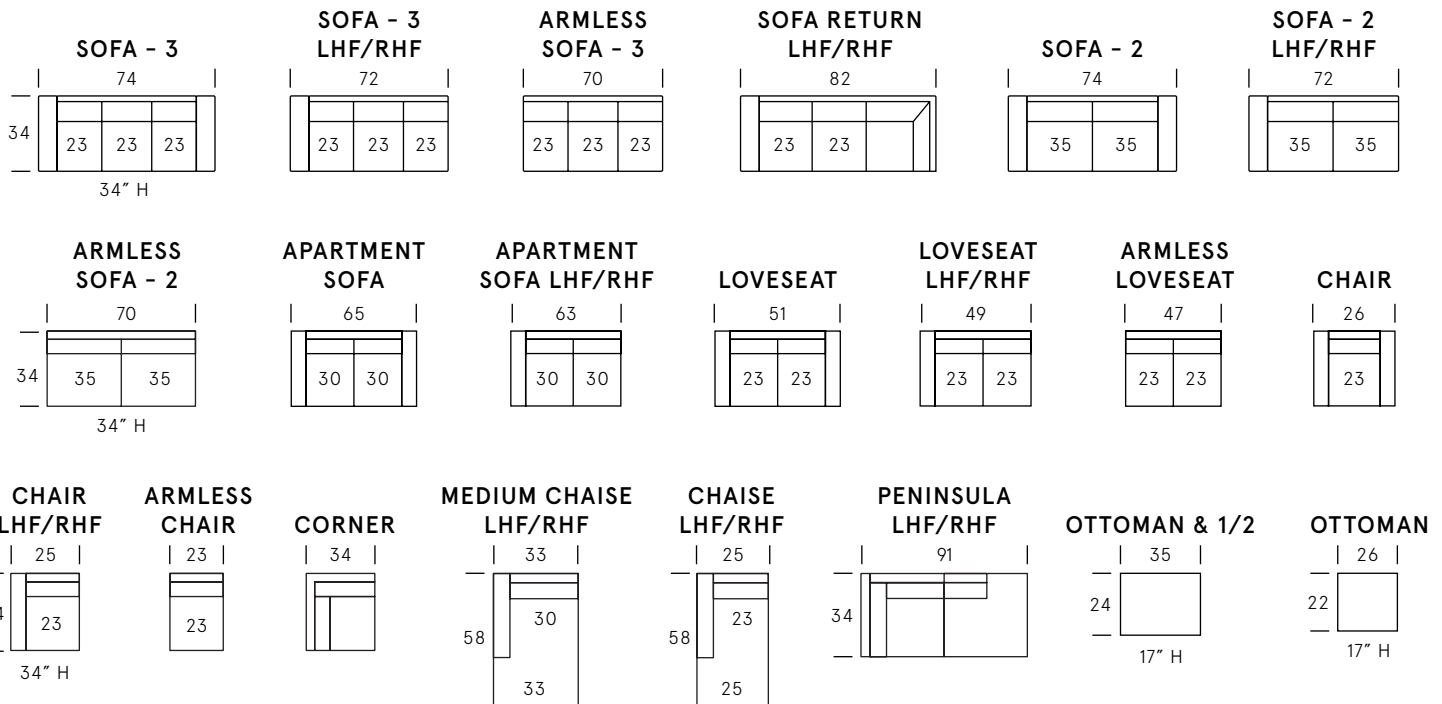 SOFA - 3
SOFA - 3
LHF/RHF
ARMLESS
SOFA - 3
SOFA RETURN
LHF/RHF
SOFA - 2
SOFA - 2
LHF/RHF
74
72
70
82
74
72
34
23 23 23
23 23 23
23 23 23
23 23
35 35
35 35
34″ H
ARMLESS
SOFA - 2
APARTMENT
SOFA
APARTMENT
SOFA LHF/RHF
LOVESEAT
LOVESEAT
LHF/RHF
ARMLESS
LOVESEAT
CHAIR
70
65
63
51
49
47
26
34
35 35
30 30
30 30
23 23
23 23
23 23
23
34″ H
CHAIR
LHF/RHF
ARMLESS
CHAIR
CORNER
MEDIUM CHAISE
LHF/RHF
CHAISE
LHF/RHF
PENINSULA
LHF/RHF
OTTOMAN & 1/2
OTTOMAN
25
23
34
33
25
91
35
26
23
23
58
30
33
58
23
25
34
24
22
34″ H
17″ H
17″ H